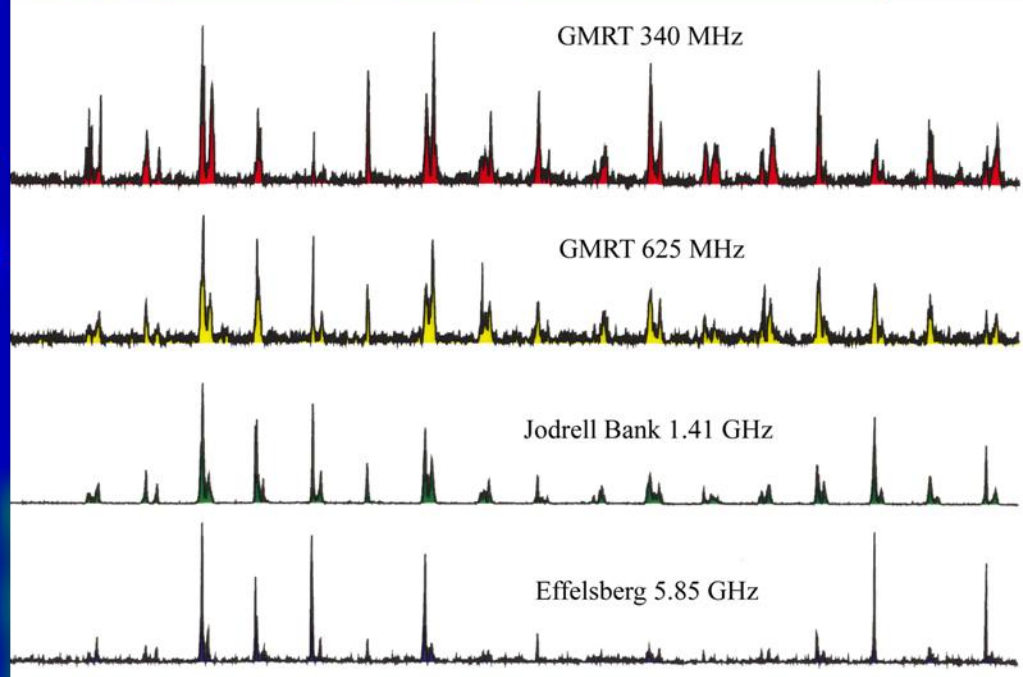 GMRT 340 MHz
GMRT 625 MHz
Jodrell Bank 1.41 GHz
Effelsberg 5.85 GHz